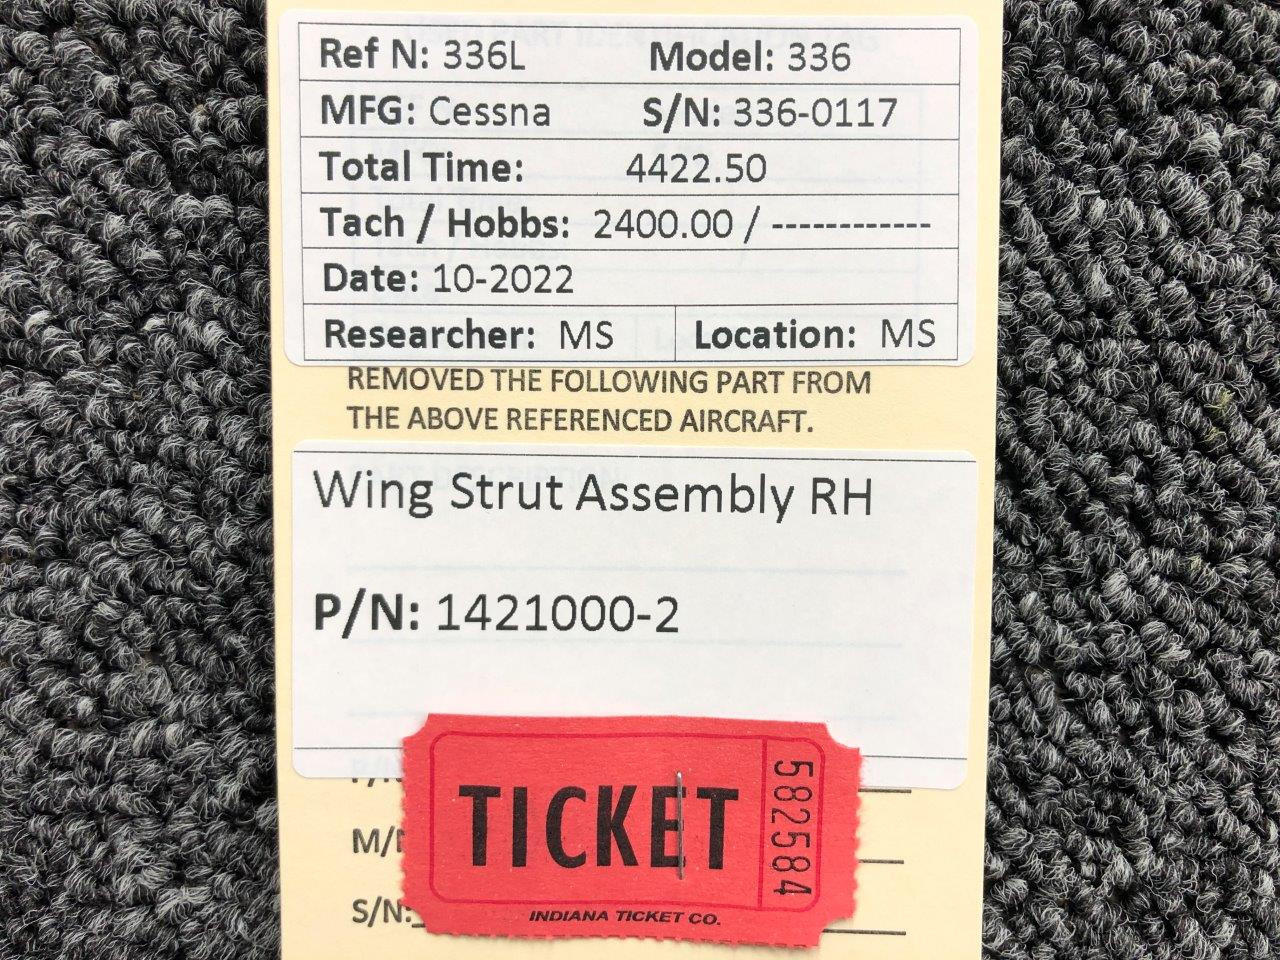 Ref N: 336L Model: 336
MFG: Cessna S/N: 336-0117
Total Time: 4422.50
Tach / Hobbs: 2400.00 / ------------
Date: 10-2022
Researcher: MS Location: MS
REMOVED THE FOLLOWING PART FROM
THE ABOVE REFERENCED AIRCRAFT.
Wing Strut Assembly RH
P/N: 1421000-2
TICKET
582584
M/
S/N:
INDIANA TICKET CO.